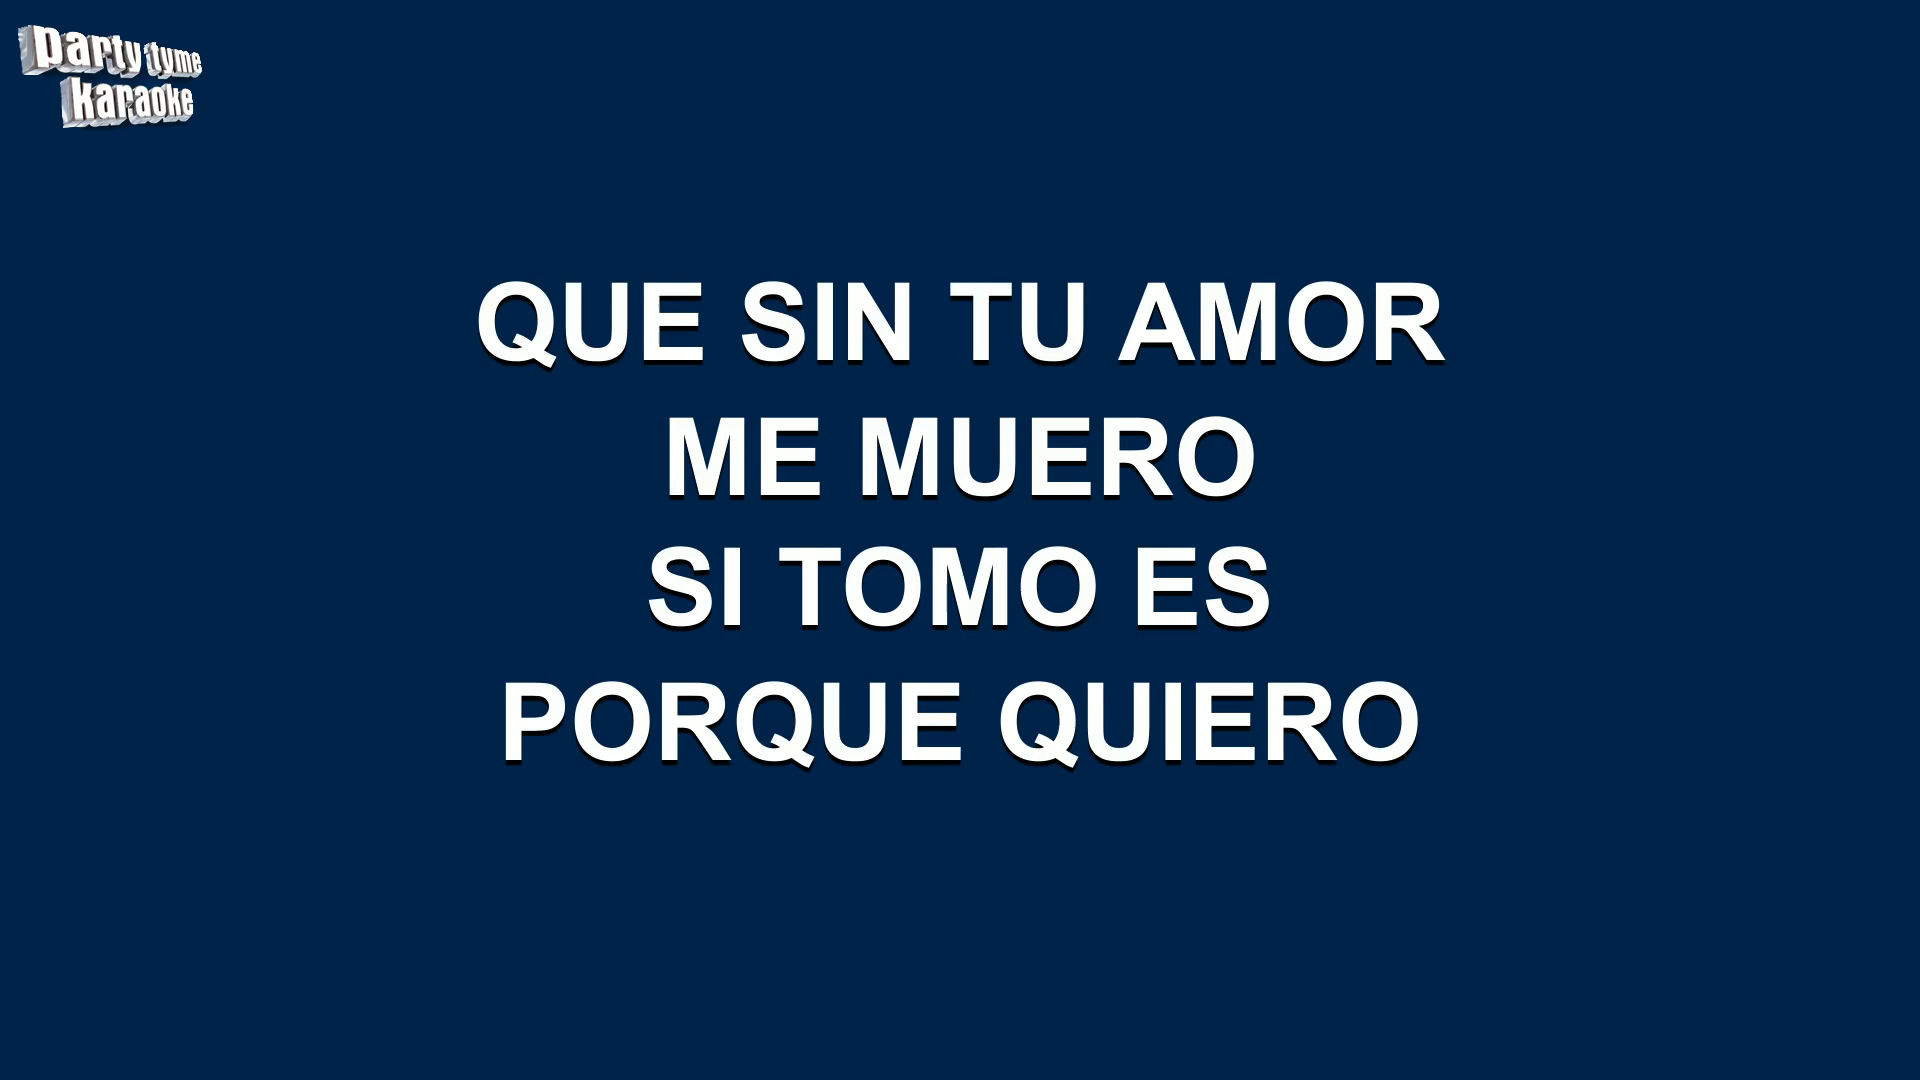 party tyme
karaoke
QUE SIN TU AMOR
ME MUERO
SI TOMO ES
PORQUE QUIERO